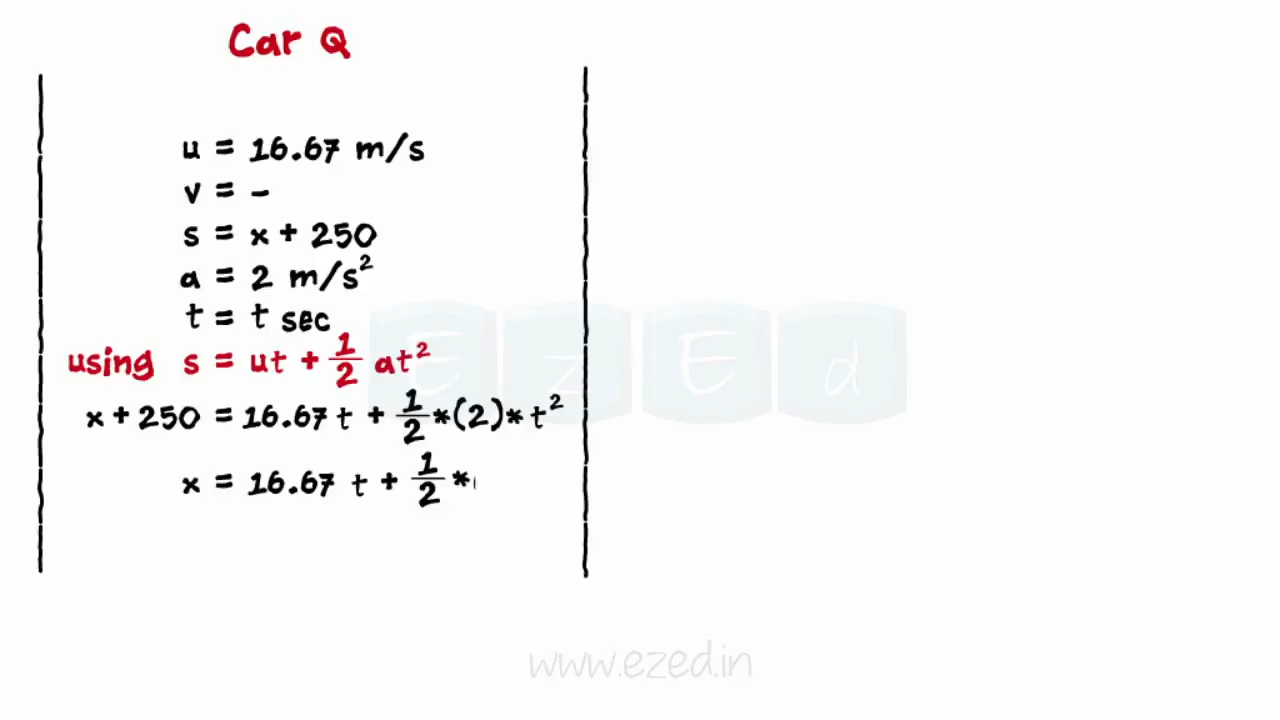 Car Q
u = 16.67 m/s
v = -
s = x + 250
a = 2 m/s²
t = t sec
using s = ut + 1/2 at²
x + 250 = 16.67 t + 1/2 *(2)* t²
x = 16.67 t + 1/2 *
EzEd
www.ezed.in